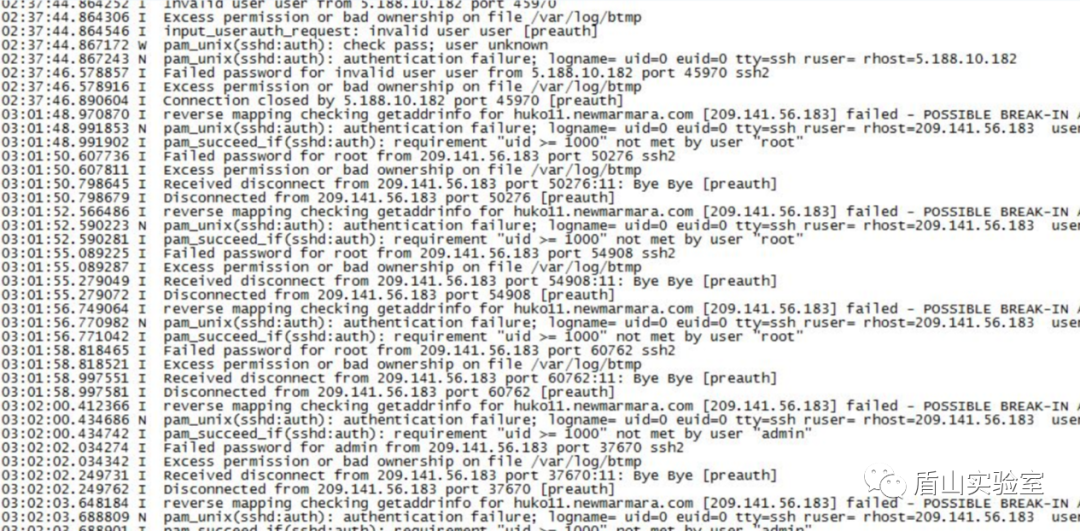 02:37:44.864252 I Invalid user user from 5.188.10.182 port 45970
02:37:44.864306 I Excess permission or bad ownership on file /var/log/btmp
02:37:44.864546 I input_userauth_request: invalid user user [preauth]
02:37:44.867172 W pam_unix(sshd:auth): check pass; user unknown
02:37:44.867243 N pam_unix(sshd:auth): authentication failure; logname= uid=0 euid=0 tty=ssh ruser= rhost=5.188.10.182
02:37:46.578857 I Failed password for invalid user user from 5.188.10.182 port 45970 ssh2
02:37:46.578916 I Excess permission or bad ownership on file /var/log/btmp
02:37:46.890604 I Connection closed by 5.188.10.182 port 45970 [preauth]
03:01:48.970870 I reverse mapping checking getaddrinfo for huko11.newmarmara.com [209.141.56.183] failed - POSSIBLE BREAK-IN A
03:01:48.991853 N pam_unix(sshd:auth): authentication failure; logname= uid=0 euid=0 tty=ssh ruser= rhost=209.141.56.183 user
03:01:48.991902 I pam_succeed_if(sshd:auth): requirement "uid >= 1000" not met by user "root"
03:01:50.607736 I Failed password for root from 209.141.56.183 port 50276 ssh2
03:01:50.607811 I Excess permission or bad ownership on file /var/log/btmp
03:01:50.798645 I Received disconnect from 209.141.56.183 port 50276:11: Bye Bye [preauth]
03:01:50.798679 I Disconnected from 209.141.56.183 port 50276 [preauth]
03:01:52.566486 I reverse mapping checking getaddrinfo for huko11.newmarmara.com [209.141.56.183] failed - POSSIBLE BREAK-IN A
03:01:52.590223 N pam_unix(sshd:auth): authentication failure; logname= uid=0 euid=0 tty=ssh ruser= rhost=209.141.56.183 user
03:01:52.590281 I pam_succeed_if(sshd:auth): requirement "uid >= 1000" not met by user "root"
03:01:55.089225 I Failed password for root from 209.141.56.183 port 54908 ssh2
03:01:55.089287 I Excess permission or bad ownership on file /var/log/btmp
03:01:55.279049 I Received disconnect from 209.141.56.183 port 54908:11: Bye Bye [preauth]
03:01:55.279072 I Disconnected from 209.141.56.183 port 54908 [preauth]
03:01:56.749064 I reverse mapping checking getaddrinfo for huko11.newmarmara.com [209.141.56.183] failed - POSSIBLE BREAK-IN A
03:01:56.770982 N pam_unix(sshd:auth): authentication failure; logname= uid=0 euid=0 tty=ssh ruser= rhost=209.141.56.183 user
03:01:56.771042 I pam_succeed_if(sshd:auth): requirement "uid >= 1000" not met by user "root"
03:01:58.818465 I Failed password for root from 209.141.56.183 port 60762 ssh2
03:01:58.818521 I Excess permission or bad ownership on file /var/log/btmp
03:01:58.997551 I Received disconnect from 209.141.56.183 port 60762:11: Bye Bye [preauth]
03:01:58.997581 I Disconnected from 209.141.56.183 port 60762 [preauth]
03:02:00.412366 I reverse mapping checking getaddrinfo for huko11.newmarmara.com [209.141.56.183] failed - POSSIBLE BREAK-IN A
03:02:00.434686 N pam_unix(sshd:auth): authentication failure; logname= uid=0 euid=0 tty=ssh ruser= rhost=209.141.56.183 user
03:02:00.434742 I pam_succeed_if(sshd:auth): requirement "uid >= 1000" not met by user "admin"
03:02:02.034274 I Failed password for admin from 209.141.56.183 port 37670 ssh2
03:02:02.034342 I Excess permission or bad ownership on file /var/log/btmp
03:02:02.249731 I Received disconnect from 209.141.56.183 port 37670:11: Bye Bye [preauth]
03:02:02.249762 I Disconnected from 209.141.56.183 port 37670 [preauth]
03:02:03.648184 I reverse mapping checking getaddrinfo for huko11.newmarmara.com [209.141.56.183] failed - POSSIBLE BREAK-IN A
03:02:03.688809 N pam_unix(sshd:auth): authentication failure; logname= uid=0 euid=0 tty=ssh ruser= rhost=209.141.56.183 user
I pam_succeed_if(sshd:auth): requirement "uid >= 1000" not met by user "admin"
盾山实验室